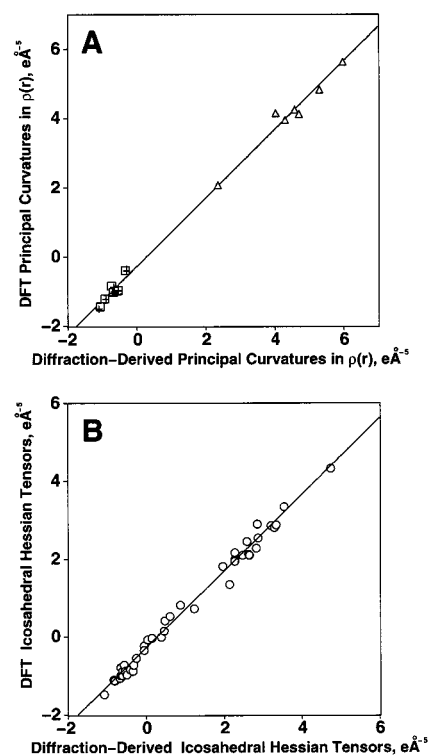 A
6
4
2
0
−2
DFT Principal Curvatures in ρ(r), eÅ⁻⁵
−2 0 2 4 6
Diffraction−Derived Principal Curvatures in ρ(r), eÅ⁻⁵
B
6
4
2
0
−2
DFT Icosahedral Hessian Tensors, eÅ⁻⁵
−2 0 2 4 6
Diffraction−Derived Icosahedral Hessian Tensors, eÅ⁻⁵